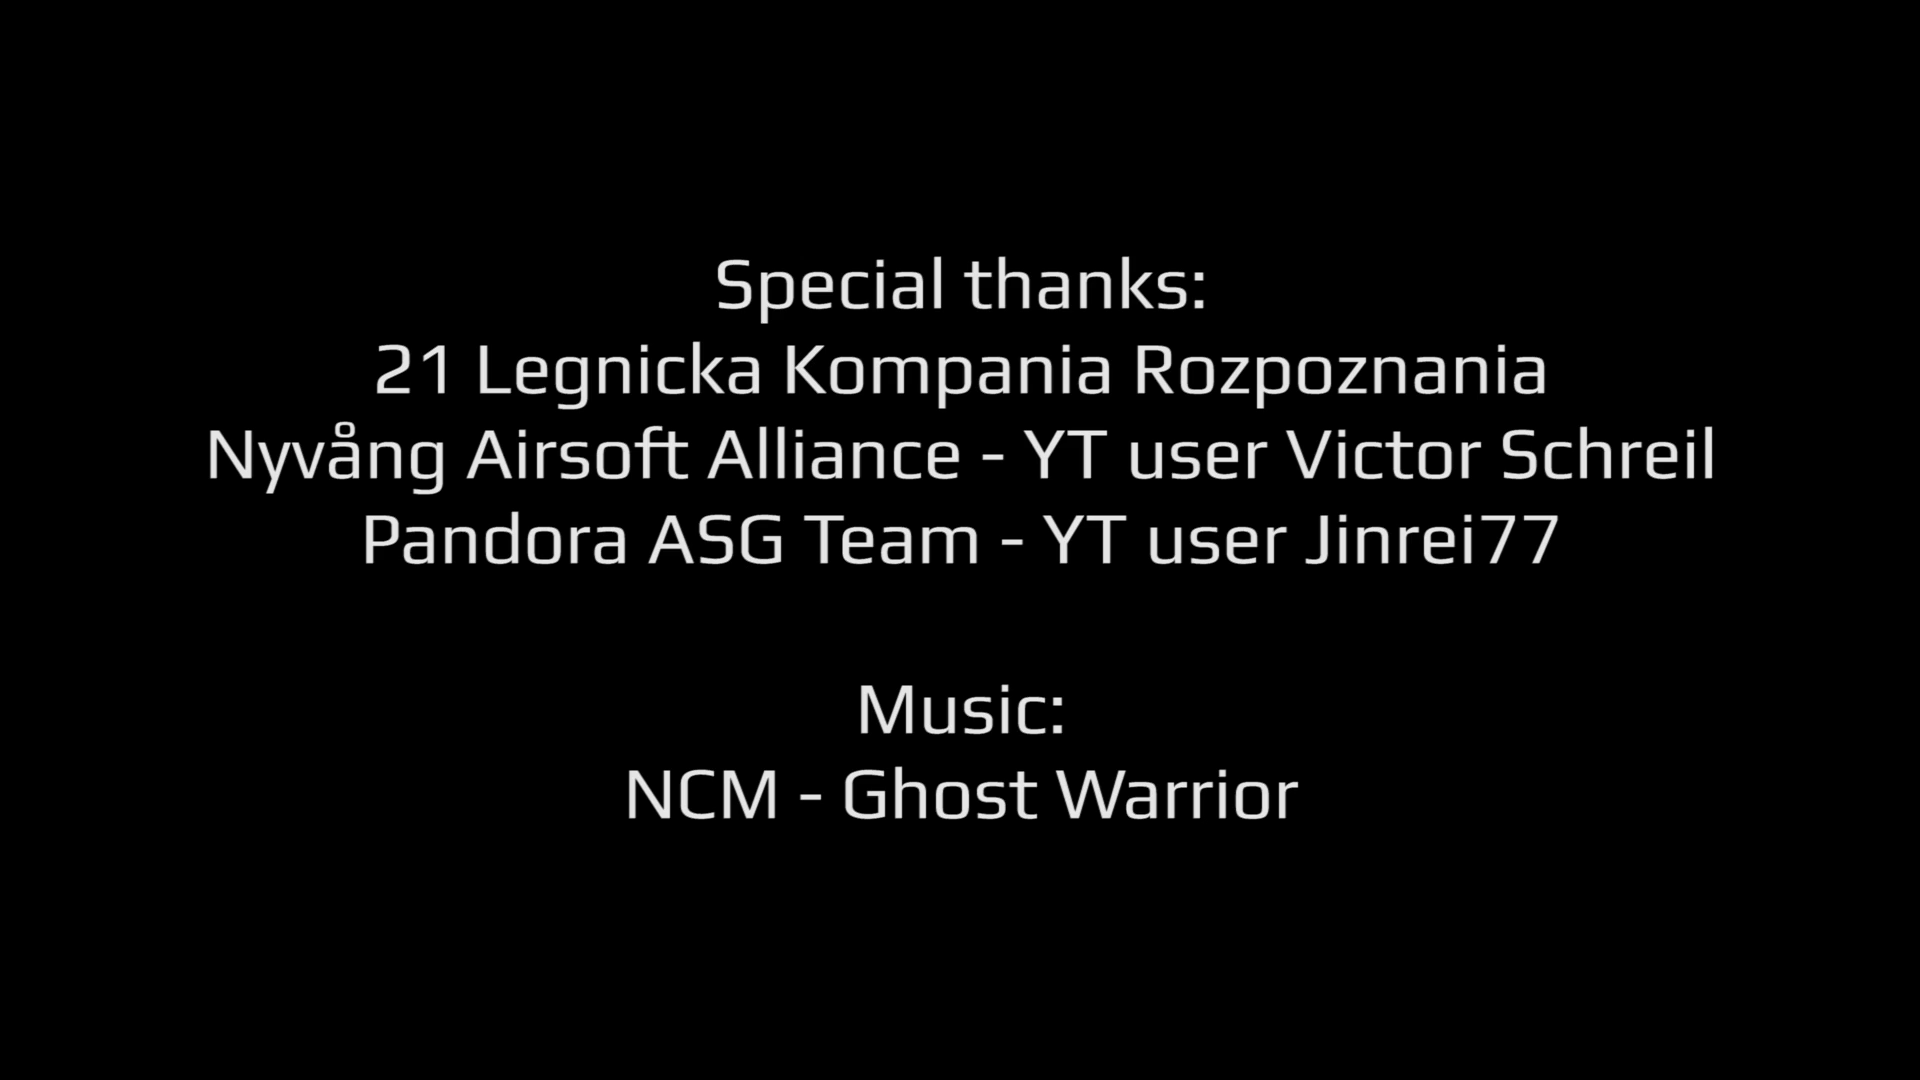 Special thanks:
21 Legnicka Kompania Rozpoznania
Nyvång Airsoft Alliance - YT user Victor Schreil
Pandora ASG Team - YT user Jinrei77
Music:
NCM - Ghost Warrior